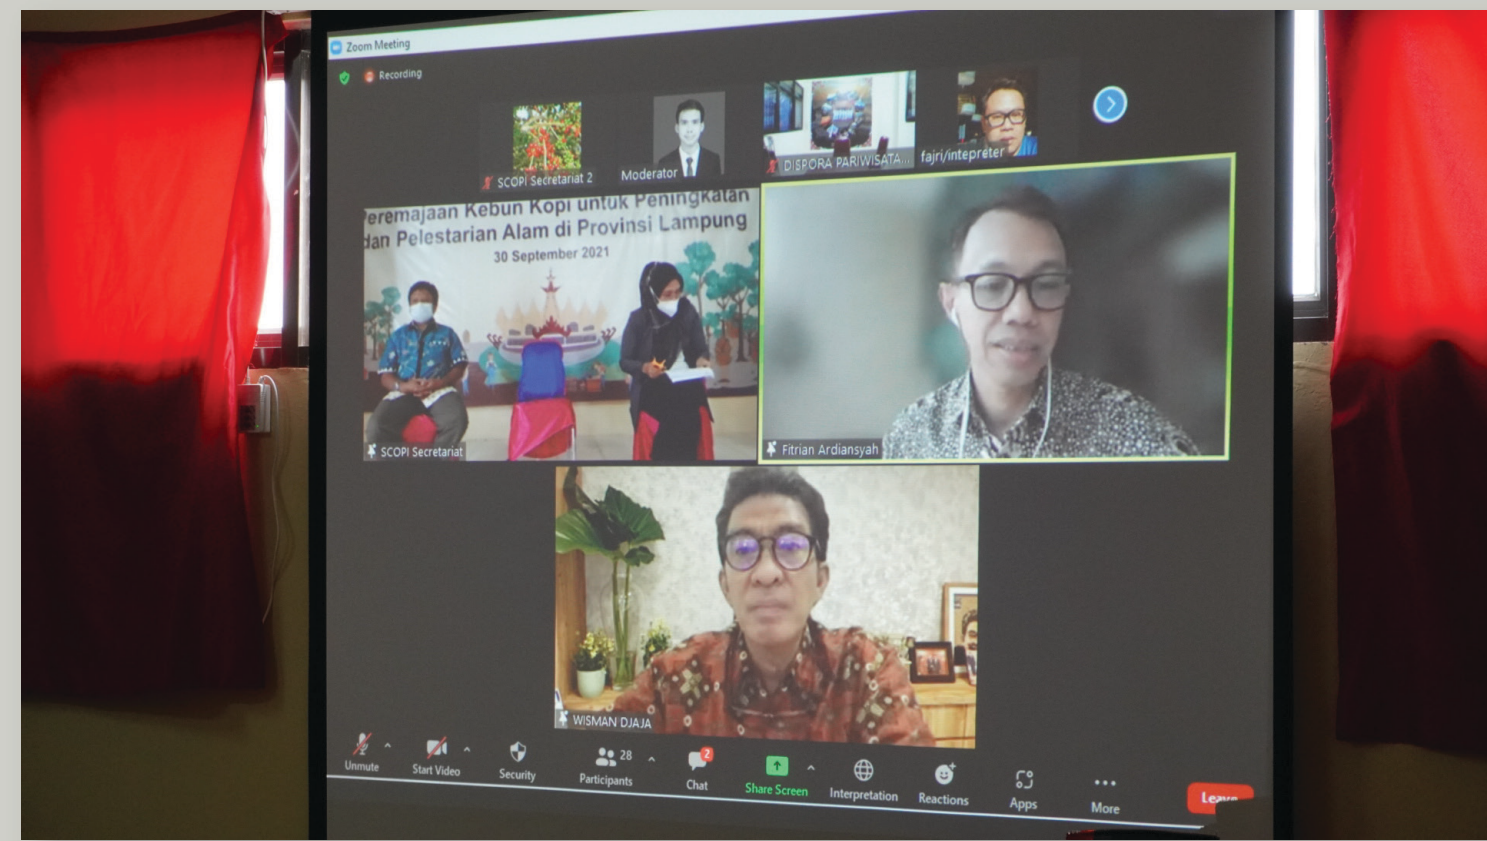 Zoom Meeting
Recording
SCOPI Secretariat 2
Moderator
DISPORA PARIWISATA...
fajri/intepreter
Peremajaan Kebun Kopi untuk Peningkatan
dan Pelestarian Alam di Provinsi Lampung
30 September 2021
SCOPI Secretariat
Fitrian Ardiansyah
WISMAN DJAJA
Unmute
Start Video
Security
28
Participants
2
Chat
Share Screen
Interpretation
Reactions
Apps
More
Leave